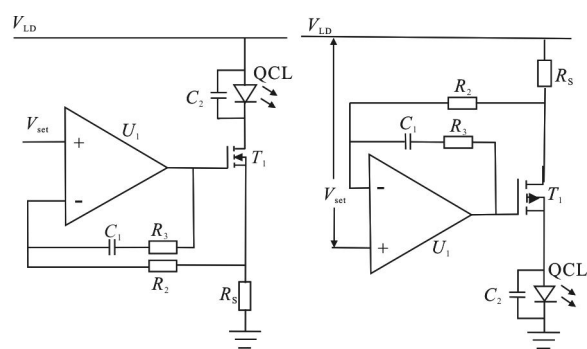 V_LD
QCL
C_2
V_set
+
U_1
T_1
-
C_1
R_3
R_2
R_S
V_LD
R_S
R_2
C_1
R_3
-
T_1
V_set
+
U_1
QCL
C_2